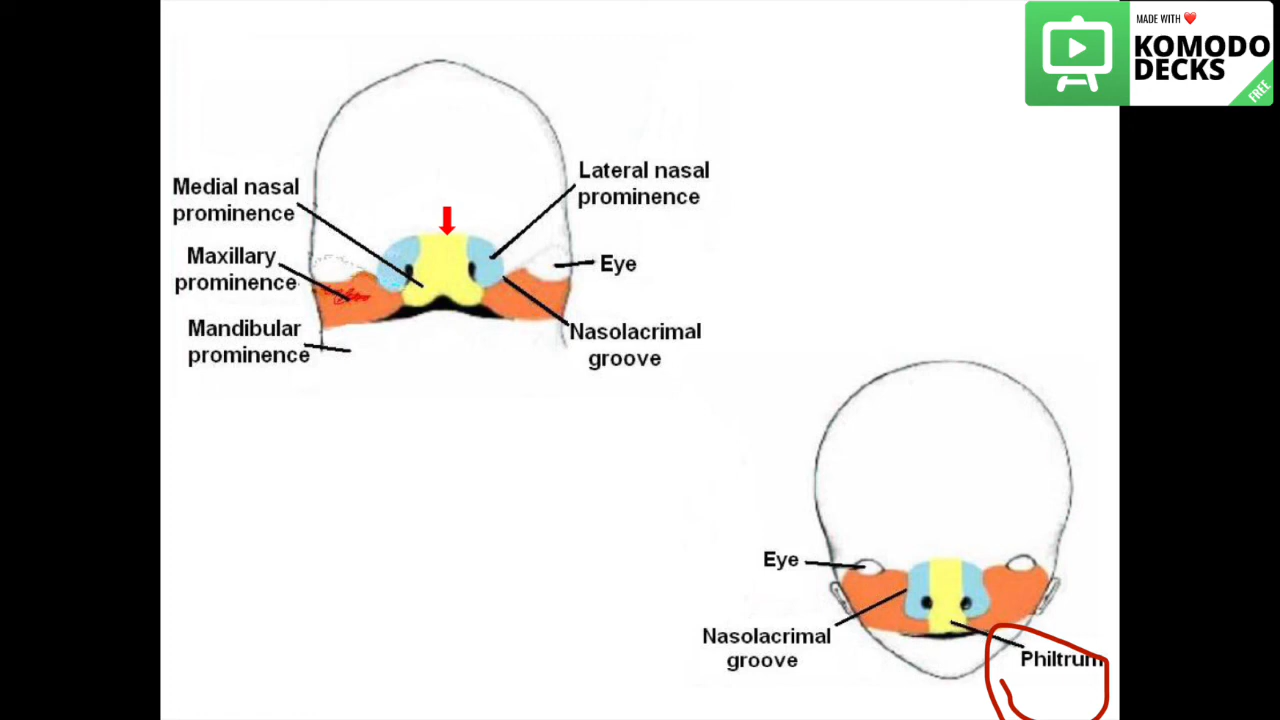 MADE WITH ❤️
KOMODO
DECKS
FREE
Medial nasal
prominence
Lateral nasal
prominence
Maxillary
prominence
Eye
Mandibular
prominence
Nasolacrimal
groove
Eye
Nasolacrimal
groove
Philtrum